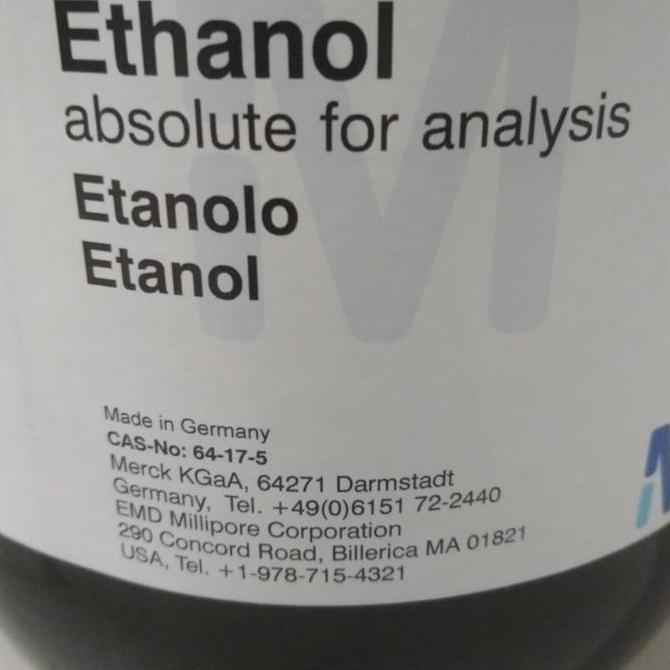 Ethanol
absolute for analysis
Etanolo
Etanol
Made in Germany
CAS-No: 64-17-5
Merck KGaA, 64271 Darmstadt
Germany, Tel. +49(0)6151 72-2440
EMD Millipore Corporation
290 Concord Road, Billerica MA 01821
USA, Tel. +1-978-715-4321
M